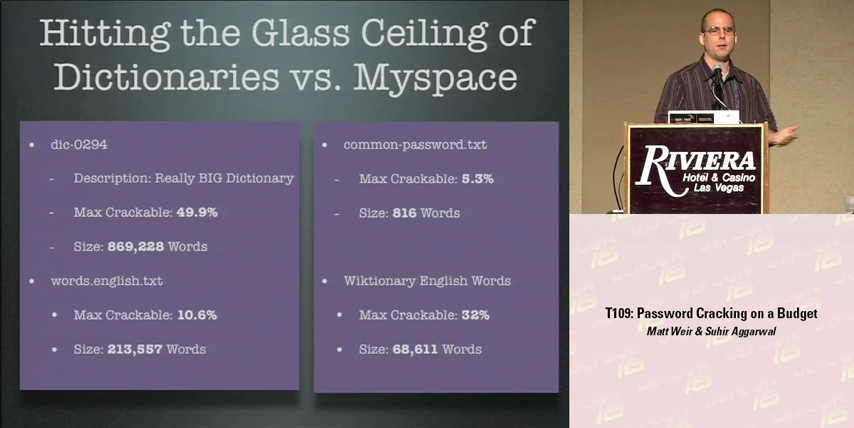 Hitting the Glass Ceiling of
Dictionaries vs. Myspace
• dic-0294
- Description: Really BIG Dictionary
- Max Crackable: 49.9%
- Size: 869,228 Words
• words.english.txt
• Max Crackable: 10.6%
• Size: 213,557 Words
• common-password.txt
- Max Crackable: 5.3%
- Size: 816 Words
Wiktionary English Words
• Max Crackable: 32%
• Size: 68,611 Words
RIVIERA
Hotel & Casino
Las Vegas
T109: Password Cracking on a Budget
Matt Weir & Suhir Aggarwal